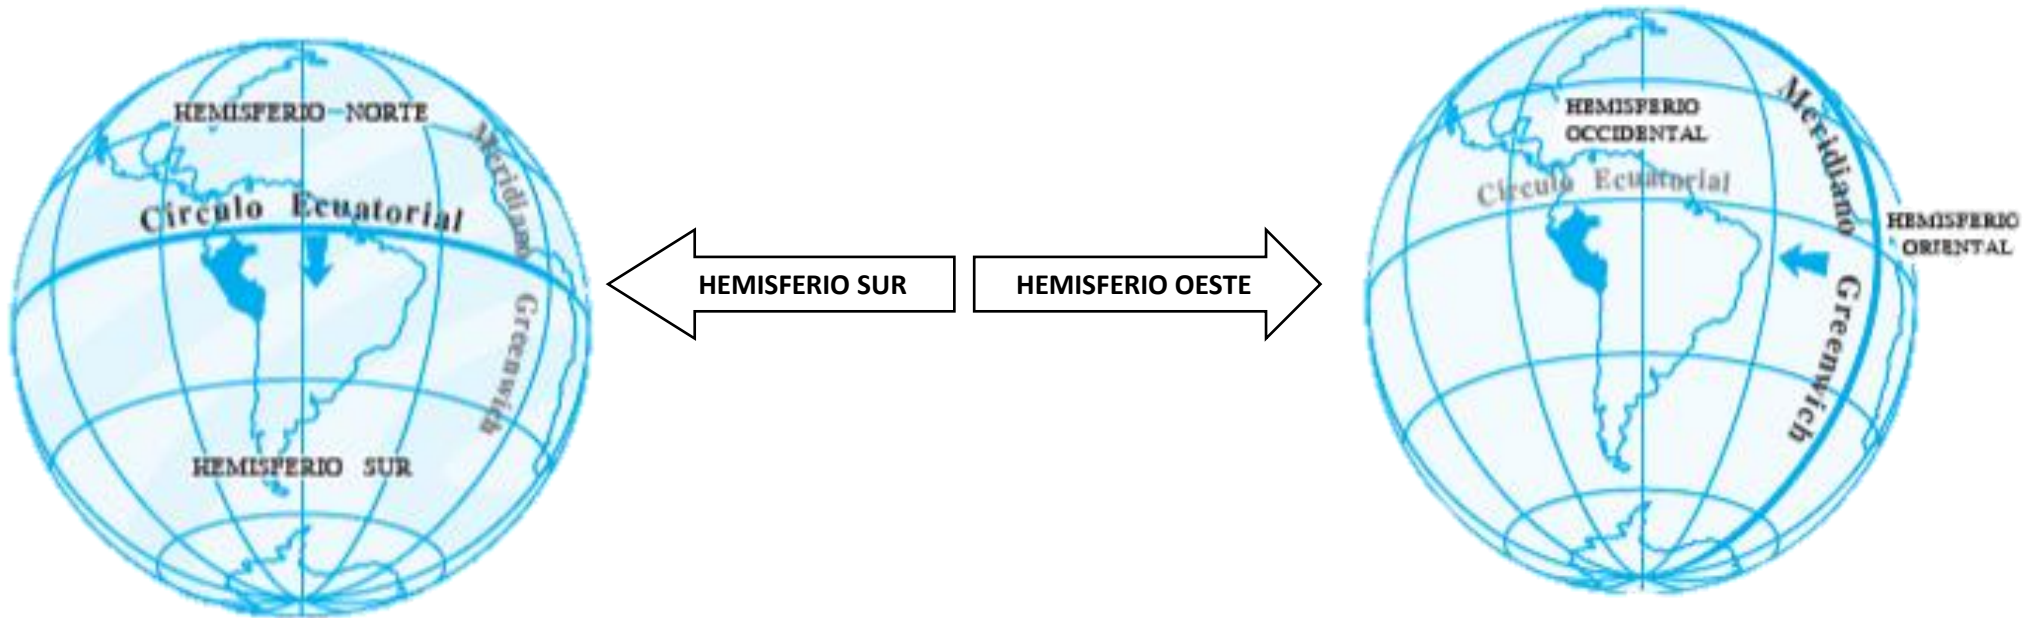 HEMISFERIO NORTE
Meridiano
Círculo Ecuatorial
Greenwich
HEMISFERIO SUR
HEMISFERIO SUR
HEMISFERIO OESTE
HEMISFERIO
OCCIDENTAL
Meridiano
Círculo Ecuatorial
HEMISFERIO
ORIENTAL
Greenwich